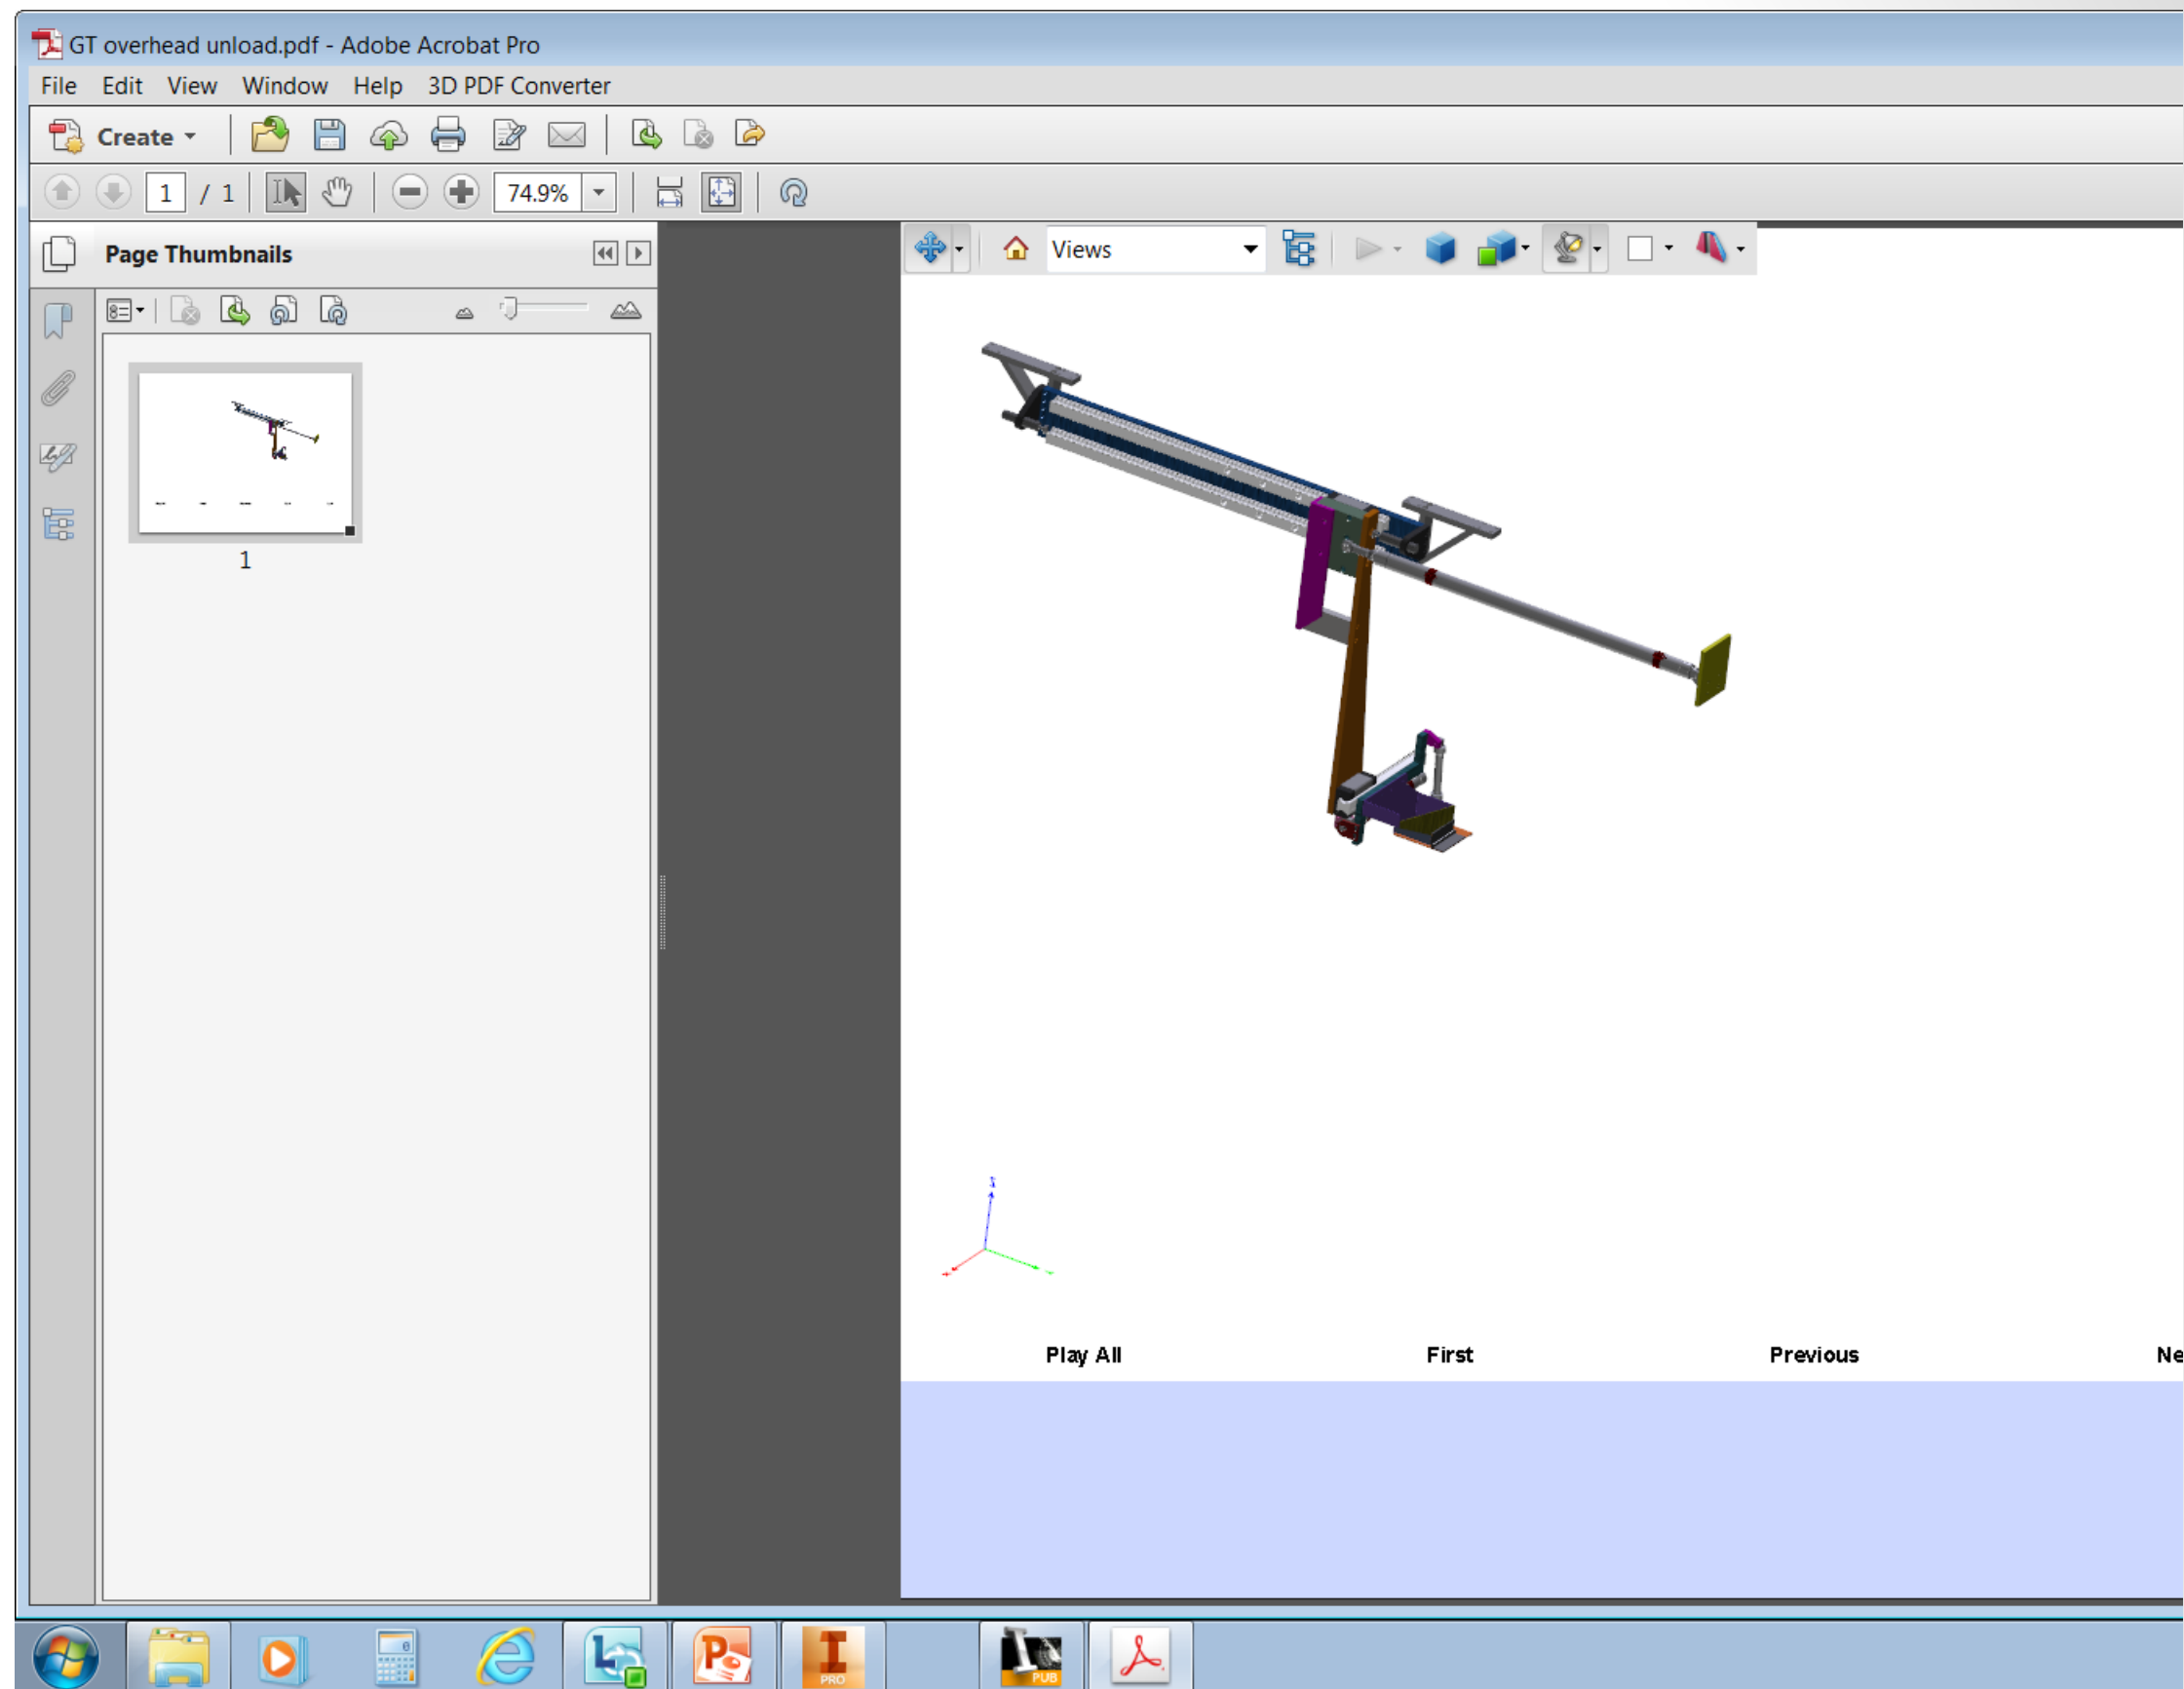 GT overhead unload.pdf - Adobe Acrobat Pro
File Edit View Window Help 3D PDF Converter
Create
1 / 1 74.9%
Page Thumbnails
Views
1
Play All First Previous Ne
PRO PUB